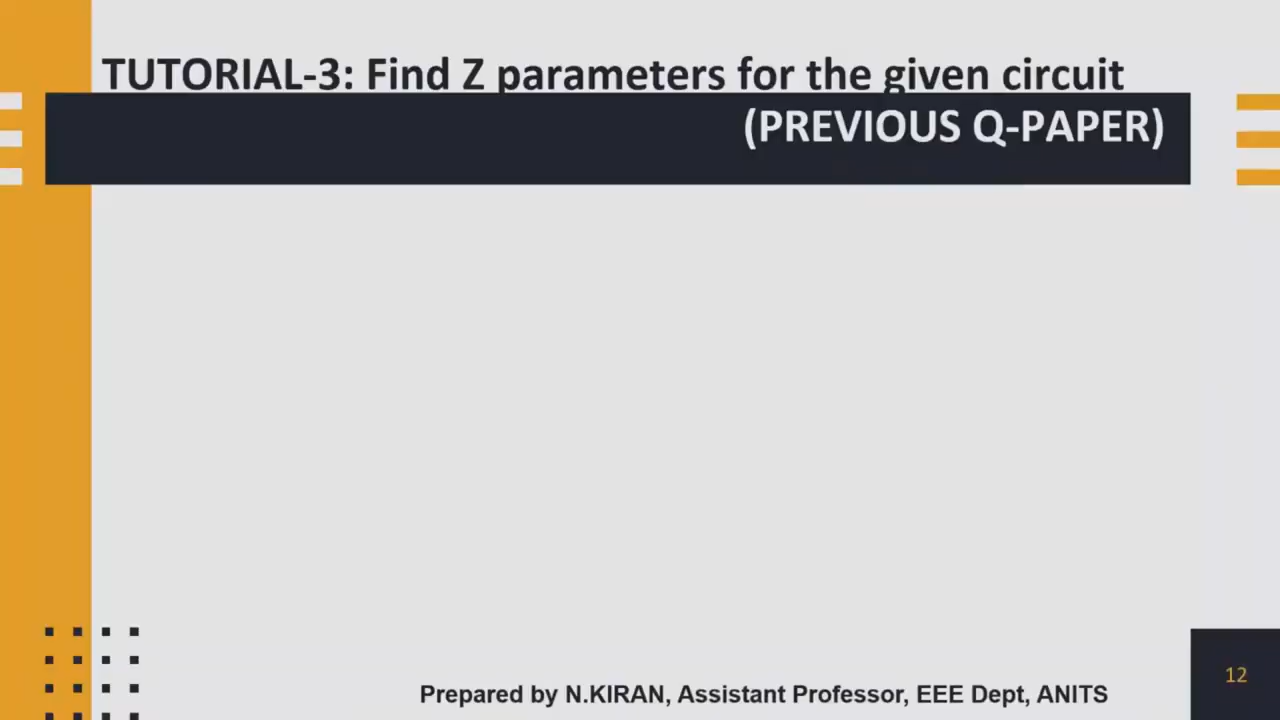 TUTORIAL-3: Find Z parameters for the given circuit
(PREVIOUS Q-PAPER)
Prepared by N.KIRAN, Assistant Professor, EEE Dept, ANITS
12